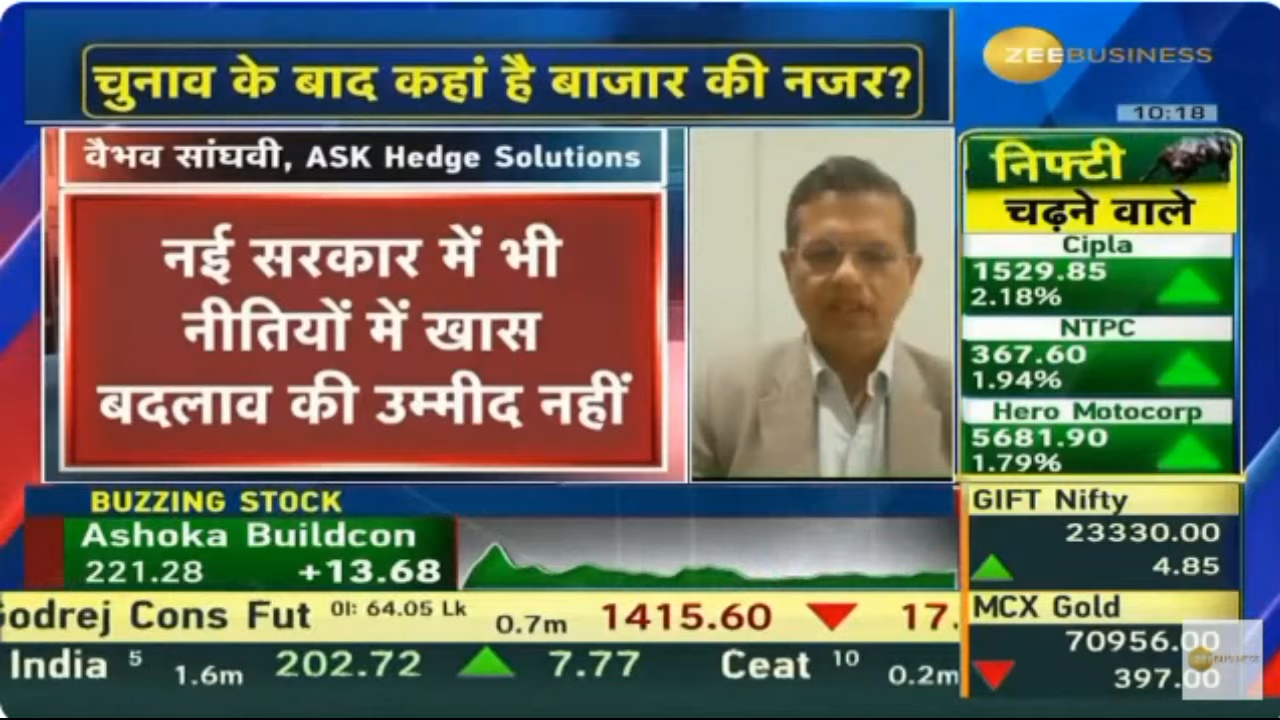 चुनाव के बाद कहां है बाजार की नजर?
ZEEBUSINESS
10:18
वैभव सांघवी, ASK Hedge Solutions
नई सरकार में भी
नीतियों में खास
बदलाव की उम्मीद नहीं
निफ्टी
चढ़ने वाले
Cipla
1529.85
2.18%
NTPC
367.60
1.94%
Hero Motocorp
5681.90
1.79%
BUZZING STOCK
Ashoka Buildcon
221.28 +13.68
GIFT Nifty
23330.00
4.85
MCX Gold
70956.00
397.00
ZEEBUSINESS
Godrej Cons Fut OI: 64.05 Lk 0.7m 1415.60 17.
India 5 1.6m 202.72 7.77 Ceat 10 0.2m